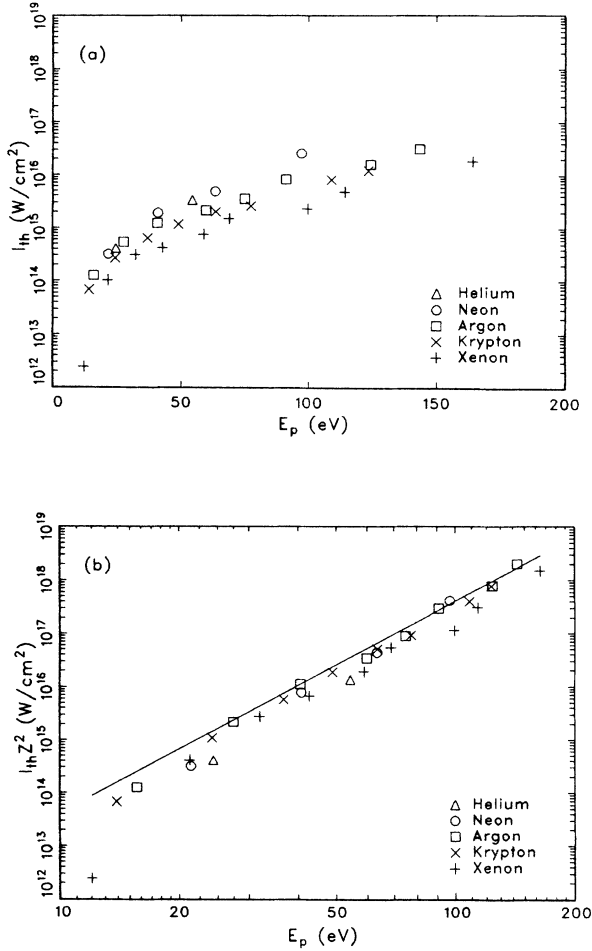 (a)
10^19
10^18
10^17
10^16
10^15
10^14
10^13
10^12
I_th (W/cm^2)
△ Helium
○ Neon
□ Argon
× Krypton
+ Xenon
0 50 100 150 200
E_p (eV)
(b)
10^19
10^18
10^17
10^16
10^15
10^14
10^13
10^12
I_th Z^2 (W/cm^2)
△ Helium
○ Neon
□ Argon
× Krypton
+ Xenon
10 20 50 100 200
E_p (eV)